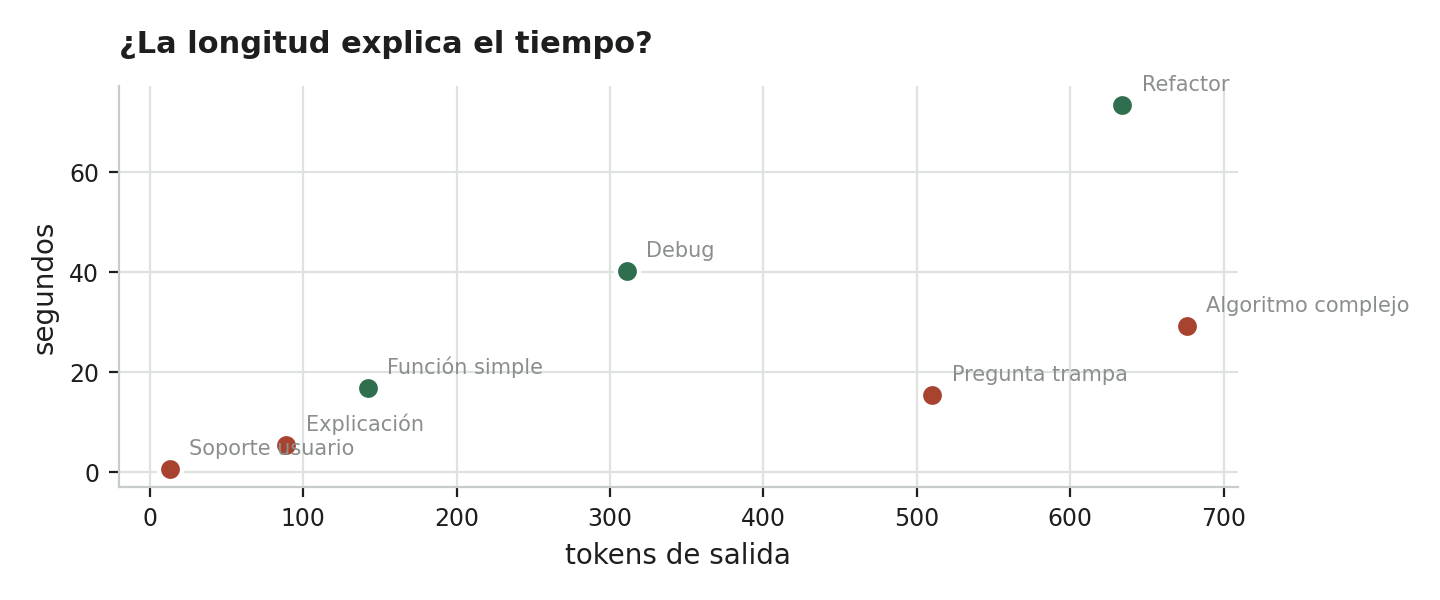 ¿La longitud explica el tiempo?
Refactor
60
Debug
segundos
40
Algoritmo complejo
Función simple
20
Pregunta trampa
Explicación
Soporte usuario
0
0 100 200 300 400 500 600 700
tokens de salida